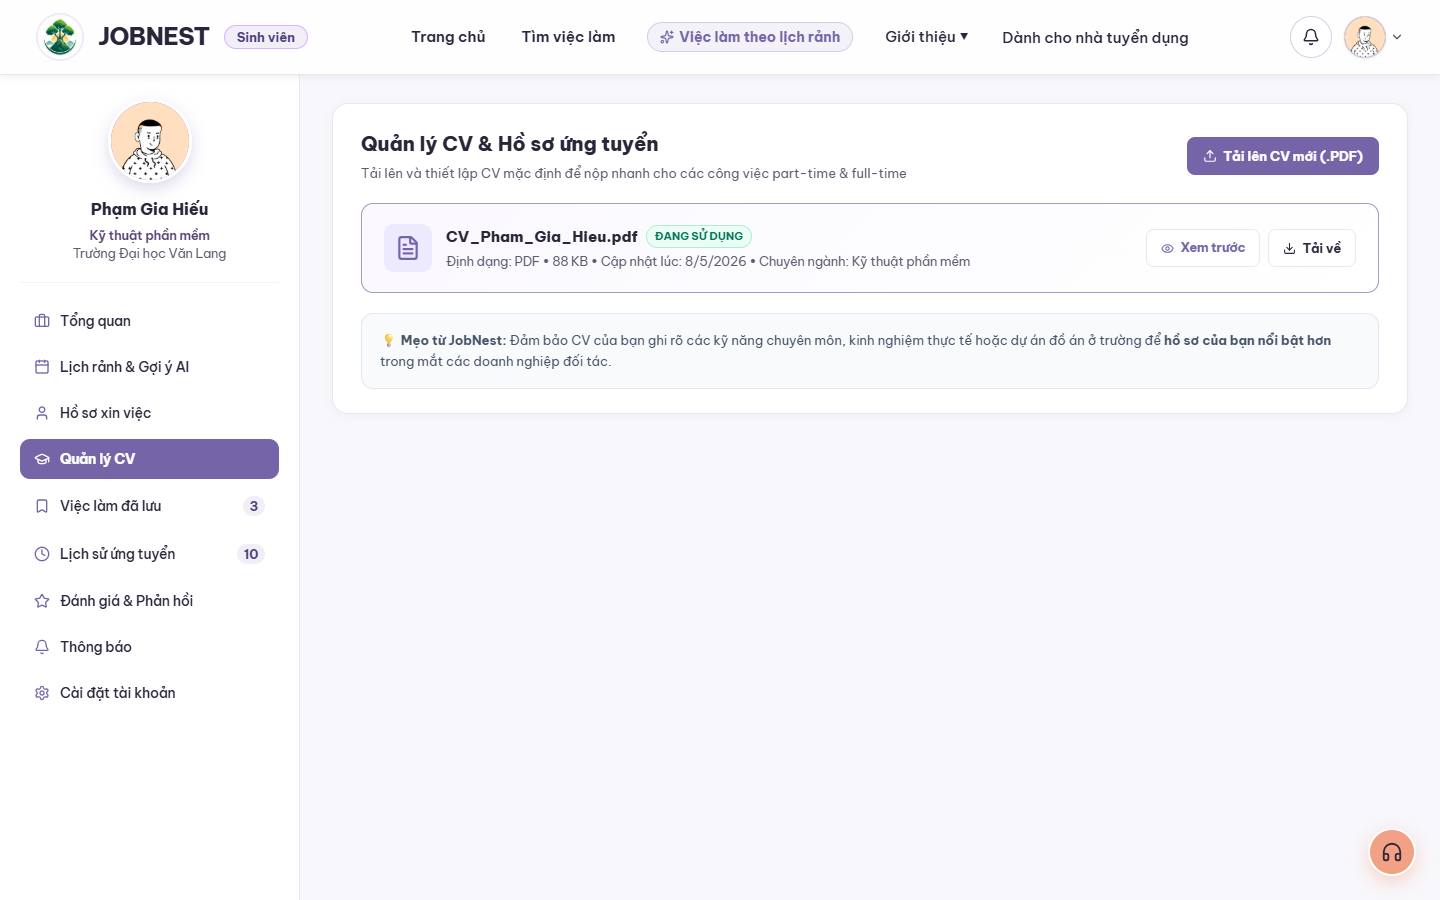 JOBNEST
Sinh viên
Trang chủ
Tìm việc làm
Việc làm theo lịch rảnh
Giới thiệu ▼
Dành cho nhà tuyển dụng
Phạm Gia Hiếu
Kỹ thuật phần mềm
Trường Đại học Văn Lang
Tổng quan
Lịch rảnh & Gợi ý AI
Hồ sơ xin việc
Quản lý CV
Việc làm đã lưu 3
Lịch sử ứng tuyển 10
Đánh giá & Phản hồi
Thông báo
Cài đặt tài khoản
Quản lý CV & Hồ sơ ứng tuyển
Tải lên và thiết lập CV mặc định để nộp nhanh cho các công việc part-time & full-time
Tải lên CV mới (.PDF)
CV_Pham_Gia_Hieu.pdf ĐANG SỬ DỤNG
Định dạng: PDF • 88 KB • Cập nhật lúc: 8/5/2026 • Chuyên ngành: Kỹ thuật phần mềm
Xem trước
Tải về
💡 Mẹo từ JobNest: Đảm bảo CV của bạn ghi rõ các kỹ năng chuyên môn, kinh nghiệm thực tế hoặc dự án đồ án ở trường để hồ sơ của bạn nổi bật hơn
trong mắt các doanh nghiệp đối tác.